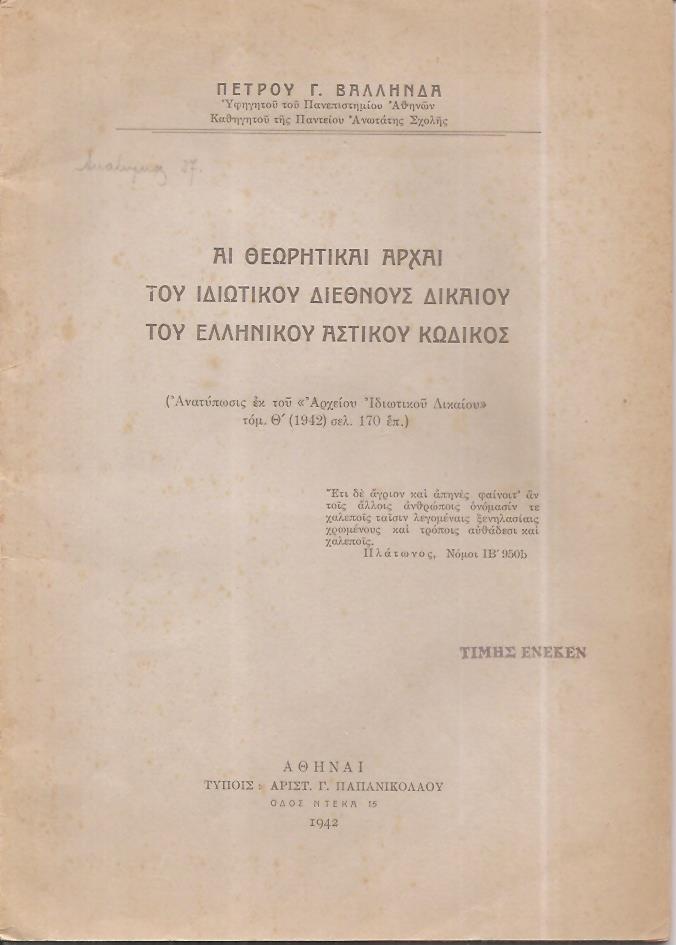 ΠΕΤΡΟΥ Γ. ΒΑΛΛΗΝΔΑ
Ὑφηγητοῦ τοῦ Πανεπιστημίου Ἀθηνῶν
Καθηγητοῦ τῆς Παντείου Ἀνωτάτης Σχολῆς
37.
ΑΙ ΘΕΩΡΗΤΙΚΑΙ ΑΡΧΑΙ
ΤΟΥ ΙΔΙΩΤΙΚΟΥ ΔΙΕΘΝΟΥΣ ΔΙΚΑΙΟΥ
ΤΟΥ ΕΛΛΗΝΙΚΟΥ ΑΣΤΙΚΟΥ ΚΩΔΙΚΟΣ
(Ἀνατύπωσις ἐκ τοῦ «Ἀρχείου Ἰδιωτικοῦ Δικαίου»
τόμ. Θ′ (1942) σελ. 170 ἑπ.)
Ἔτι δὲ ἄγριον καὶ ἀπηνὲς φαίνοιτ' ἂν
τοῖς ἄλλοις ἀνθρώποις ὀνόμασίν τε
χαλεποῖς ταῖσιν λεγομέναις ξενηλασίαις
χρωμένους καὶ τρόποις αὐθάδεσι καὶ
χαλεποῖς.
Πλάτωνος, Νόμοι ΙΒ′ 950b
ΤΙΜΗΣ ΕΝΕΚΕΝ
ΑΘΗΝΑΙ
ΤΥΠΟΙΣ: ΑΡΙΣΤ. Γ. ΠΑΠΑΝΙΚΟΛΑΟΥ
ΟΔΟΣ ΝΤΕΚΑ 15
1942